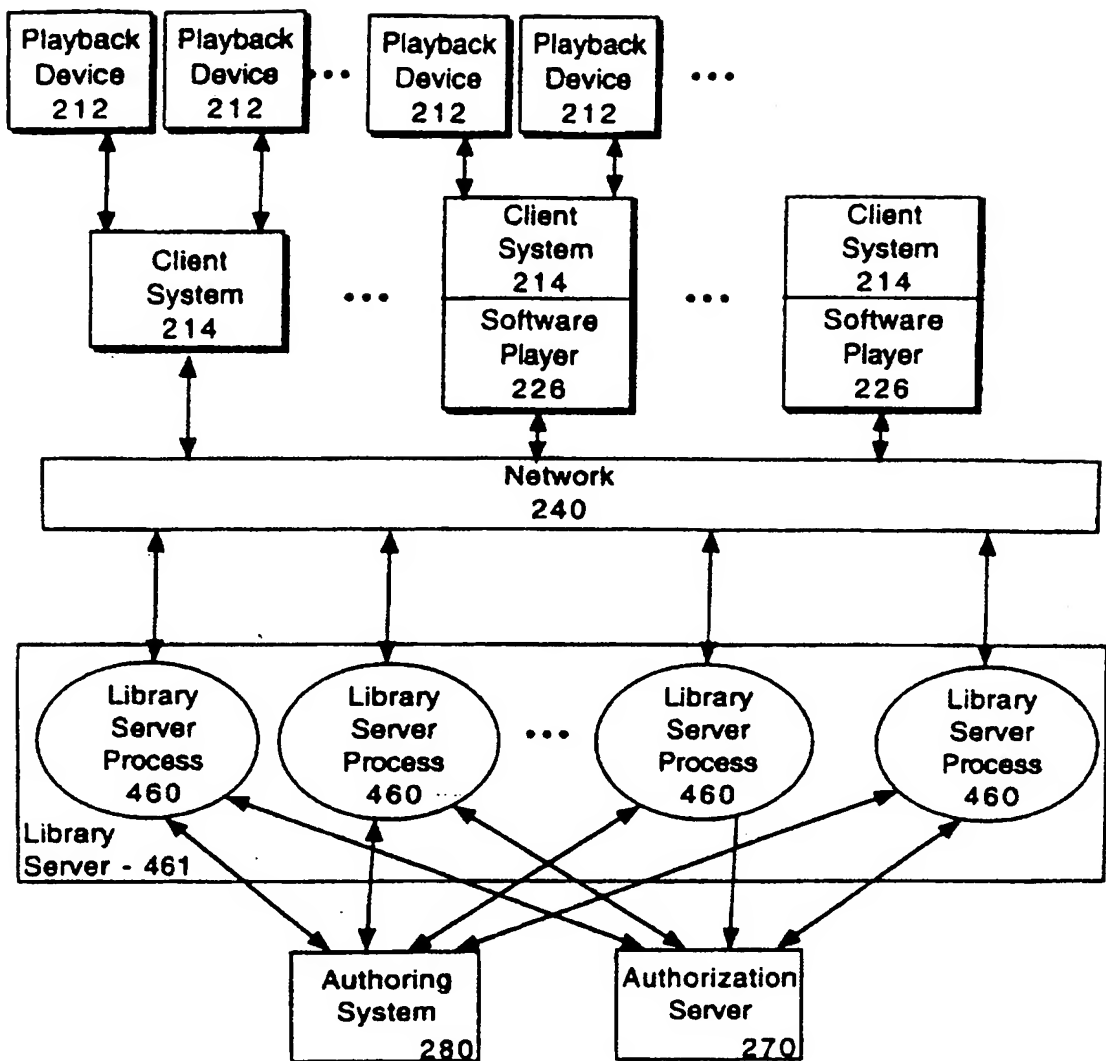 Playback
Device
212
Playback
Device
212
Playback
Device
212
Playback
Device
212
Client
System
214
Client
System
214
Software
Player
226
Client
System
214
Software
Player
226
Network
240
Library
Server
Process
460
Library
Server
Process
460
Library
Server
Process
460
Library
Server
Process
460
Library
Server - 461
Authoring
System
280
Authorization
Server
270